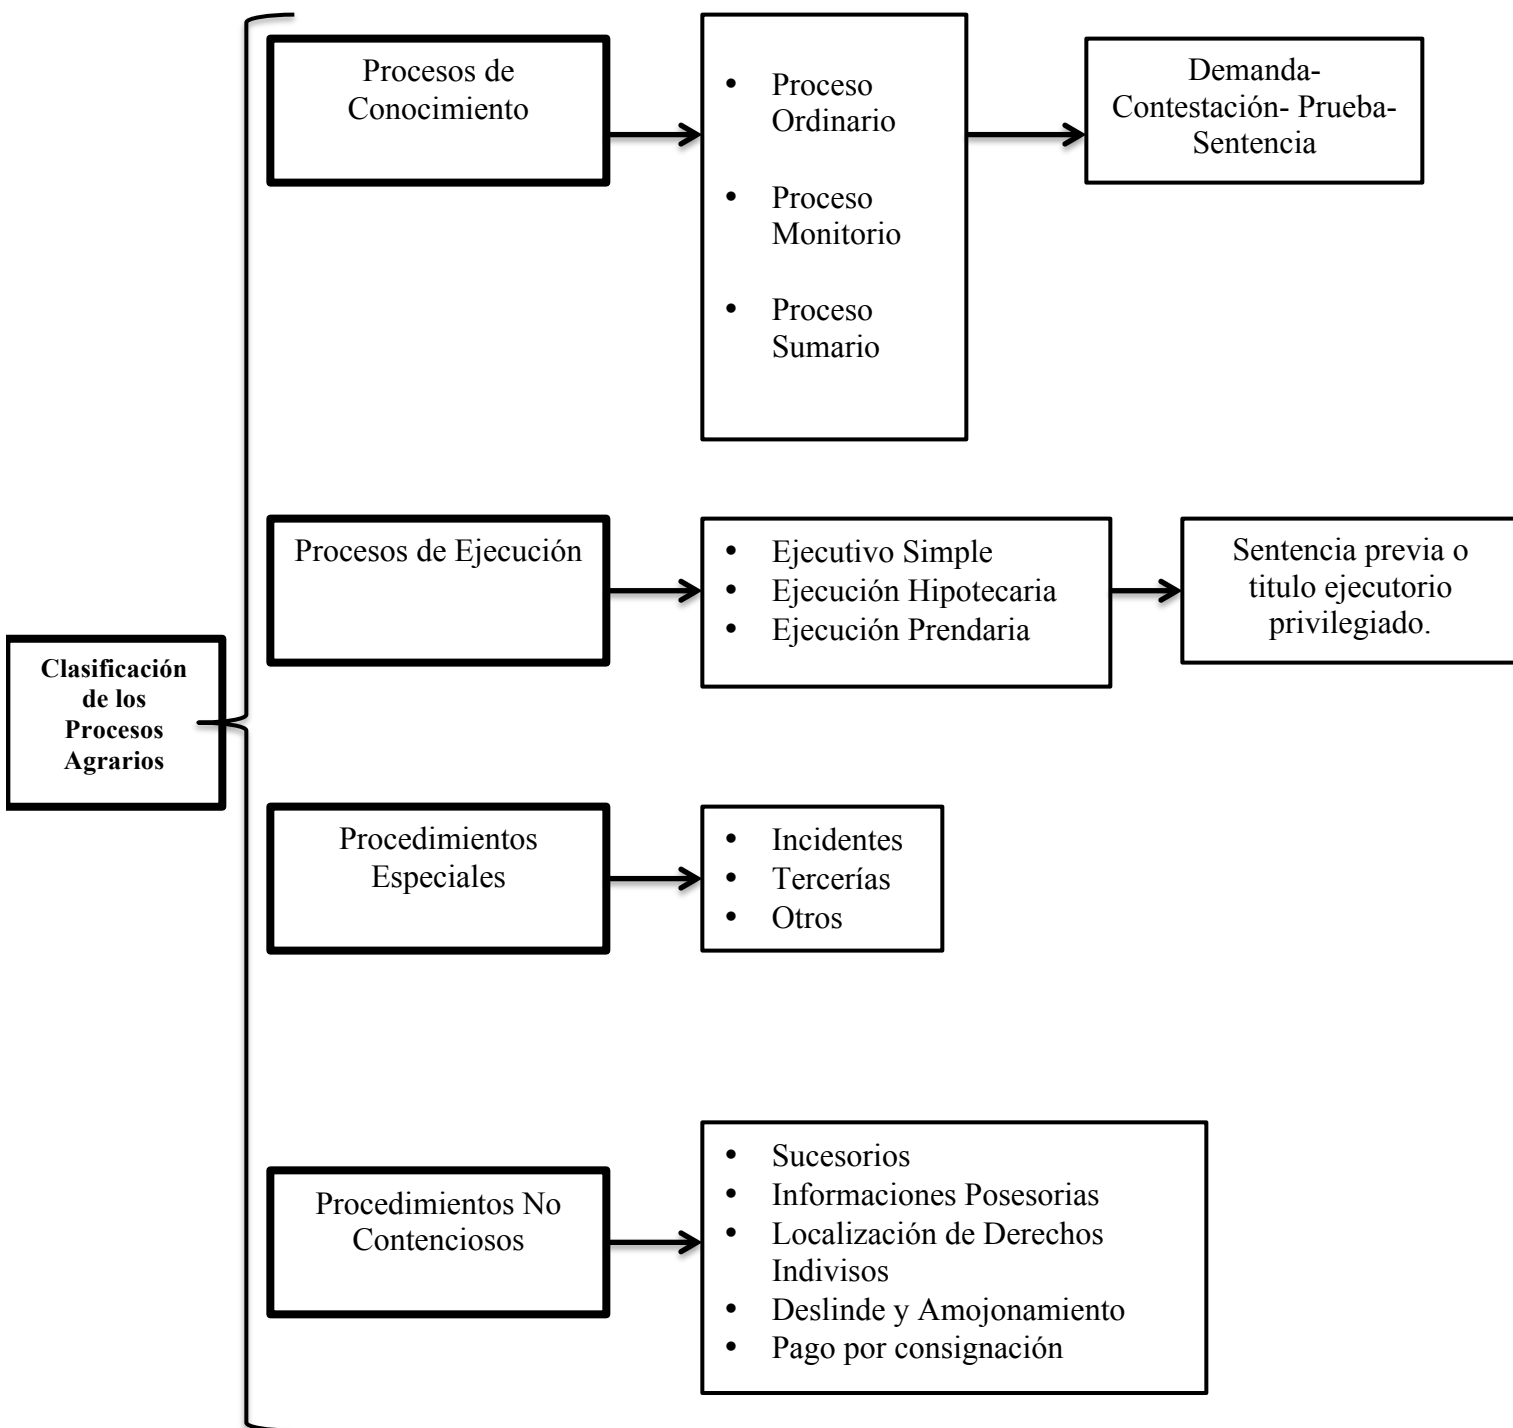 Clasificación
de los
Procesos
Agrarios
Procesos de
Conocimiento
• Proceso
Ordinario
• Proceso
Monitorio
• Proceso
Sumario
Demanda-
Contestación- Prueba-
Sentencia
Procesos de Ejecución
• Ejecutivo Simple
• Ejecución Hipotecaria
• Ejecución Prendaria
Sentencia previa o
titulo ejecutorio
privilegiado.
Procedimientos
Especiales
• Incidentes
• Tercerías
• Otros
Procedimientos No
Contenciosos
• Sucesorios
• Informaciones Posesorias
• Localización de Derechos
Indivisos
• Deslinde y Amojonamiento
• Pago por consignación